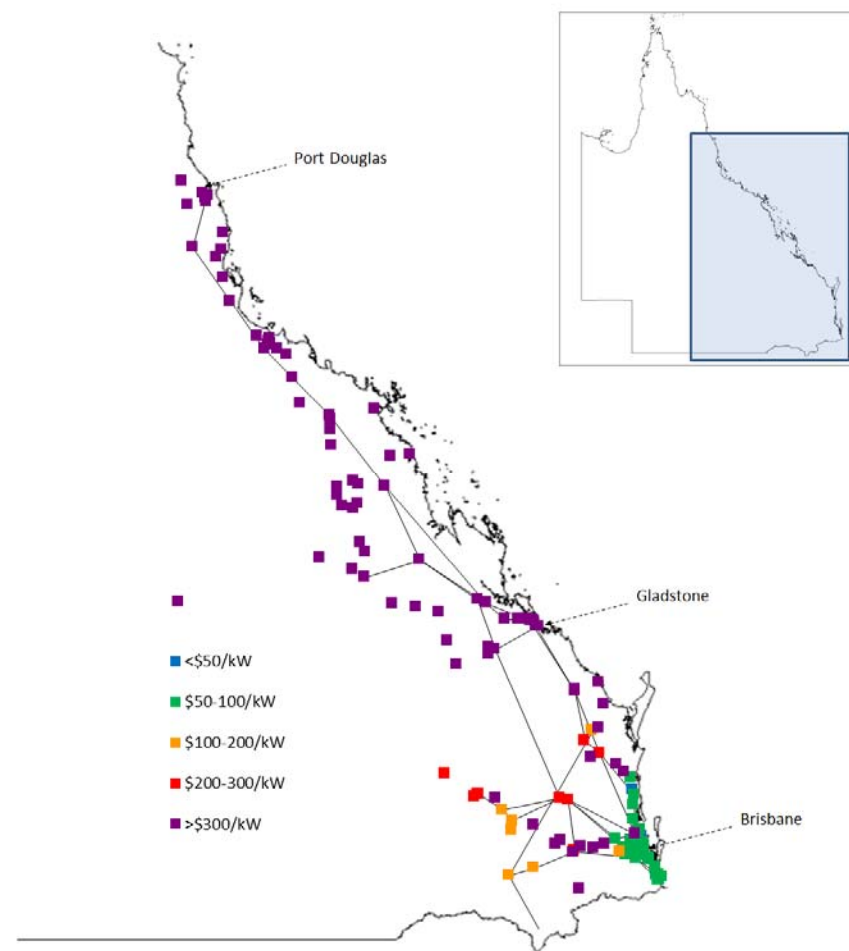 Port Douglas
Gladstone
<$50/kW
$50-100/kW
$100-200/kW
$200-300/kW
>$300/kW
Brisbane